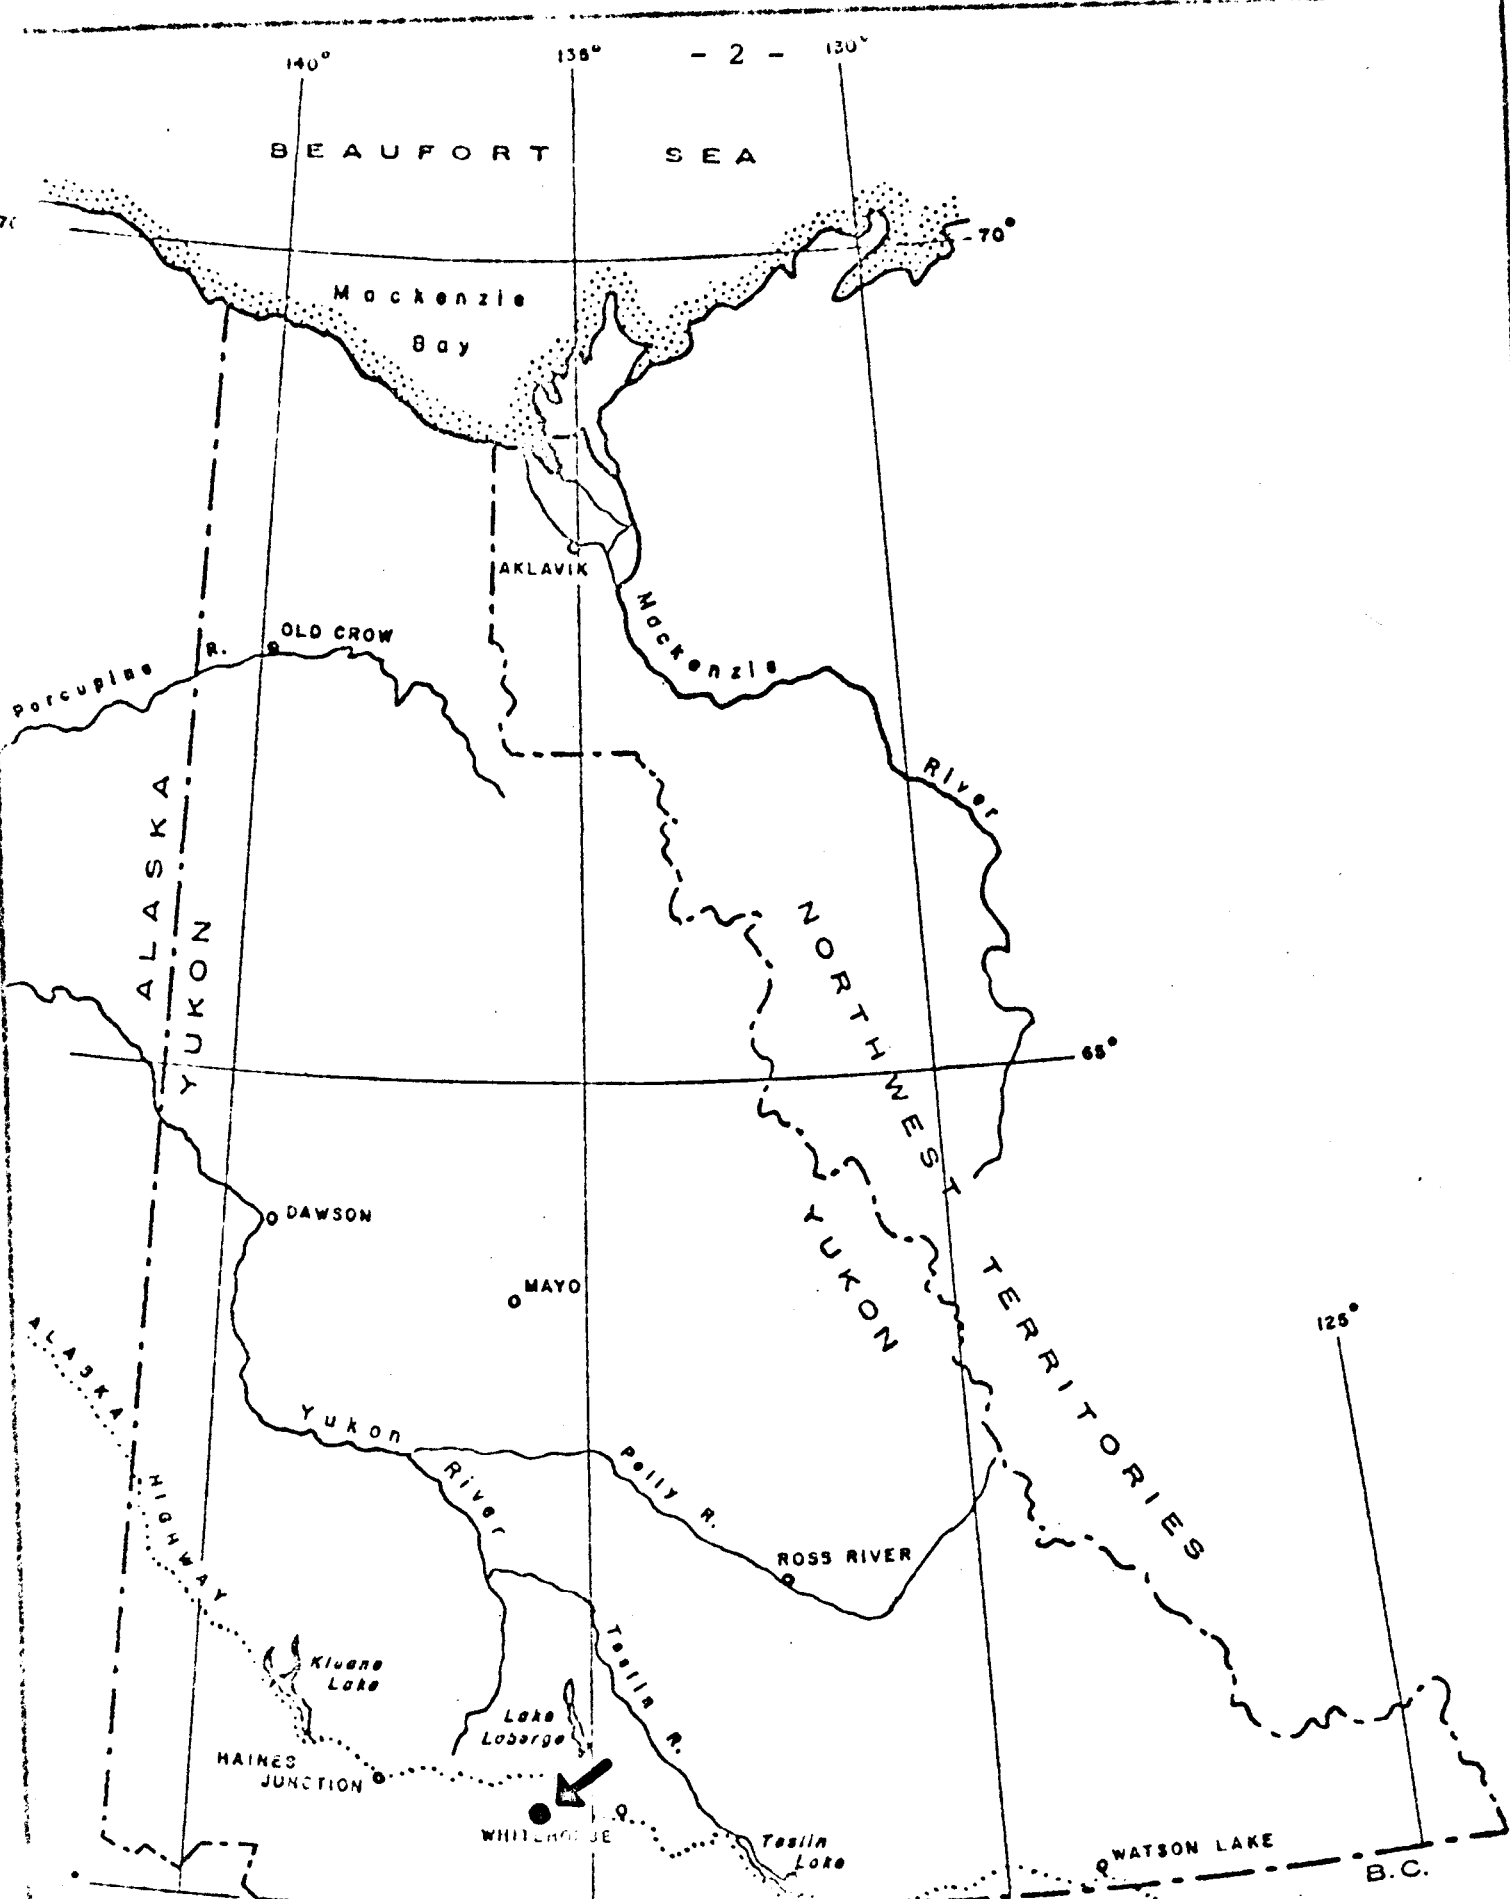 140°
135°
- 2 -
130°
BEAUFORT SEA
70°
Mackenzie
Bay
AKLAVIK
Mackenzie
River
OLD CROW
Porcupine R.
ALASKA
YUKON
NORTHWEST TERRITORIES
65°
YUKON
DAWSON
MAYO
125°
ALASKA HIGHWAY
Yukon
River
Pelly R.
ROSS RIVER
Teslin R.
Kluane
Lake
Lake
Laberge
HAINES
JUNCTION
WHITEHORSE
Teslin
Lake
WATSON LAKE
B.C.